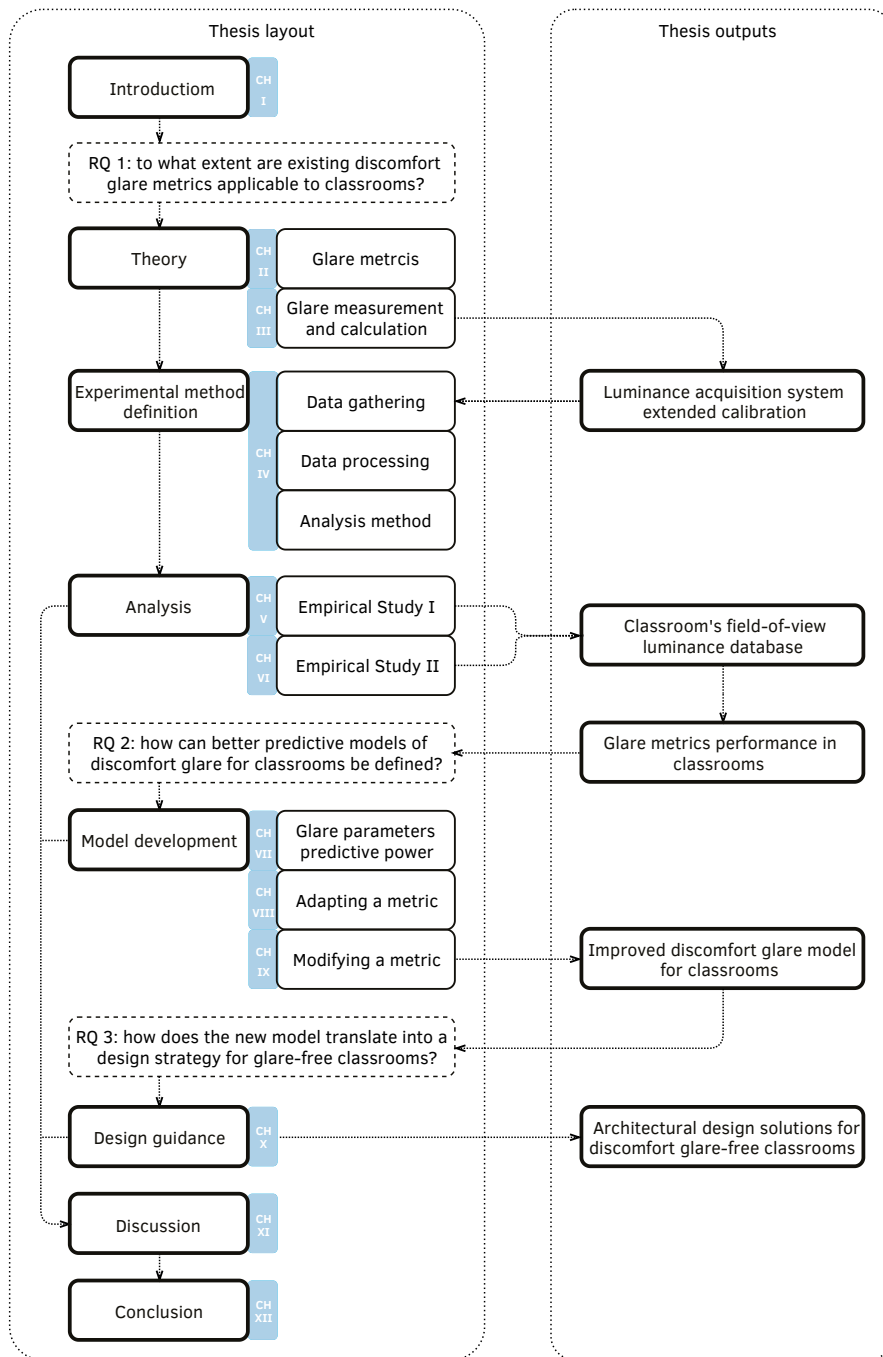 Thesis layout
Thesis outputs
Introductiom
CH
I
RQ 1: to what extent are existing discomfort
glare metrics applicable to classrooms?
Theory
CH
II
Glare metrcis
CH
III
Glare measurement
and calculation
Experimental method
definition
CH
IV
Data gathering
Data processing
Analysis method
Luminance acquisition system
extended calibration
Analysis
CH
V
Empirical Study I
CH
VI
Empirical Study II
Classroom's field-of-view
luminance database
Glare metrics performance in
classrooms
RQ 2: how can better predictive models of
discomfort glare for classrooms be defined?
Model development
CH
VII
Glare parameters
predictive power
CH
VIII
Adapting a metric
CH
IX
Modifying a metric
Improved discomfort glare model
for classrooms
RQ 3: how does the new model translate into a
design strategy for glare-free classrooms?
Design guidance
CH
X
Architectural design solutions for
discomfort glare-free classrooms
Discussion
CH
XI
Conclusion
CH
XII